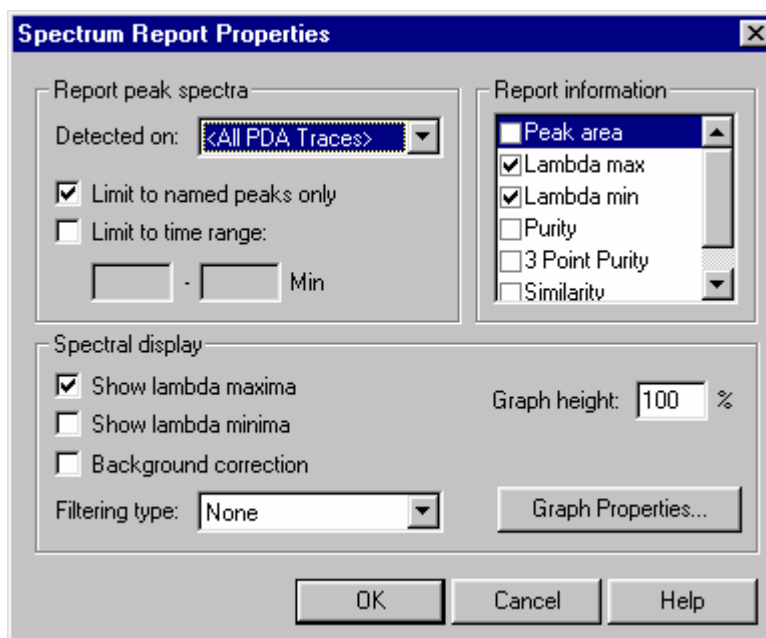 Spectrum Report Properties
Report peak spectra
Detected on: <All PDA Traces>
Limit to named peaks only
Limit to time range:
- Min
Report information
Peak area
Lambda max
Lambda min
Purity
3 Point Purity
Similarity
Spectral display
Show lambda maxima
Show lambda minima
Background correction
Filtering type: None
Graph height: 100 %
Graph Properties...
OK Cancel Help